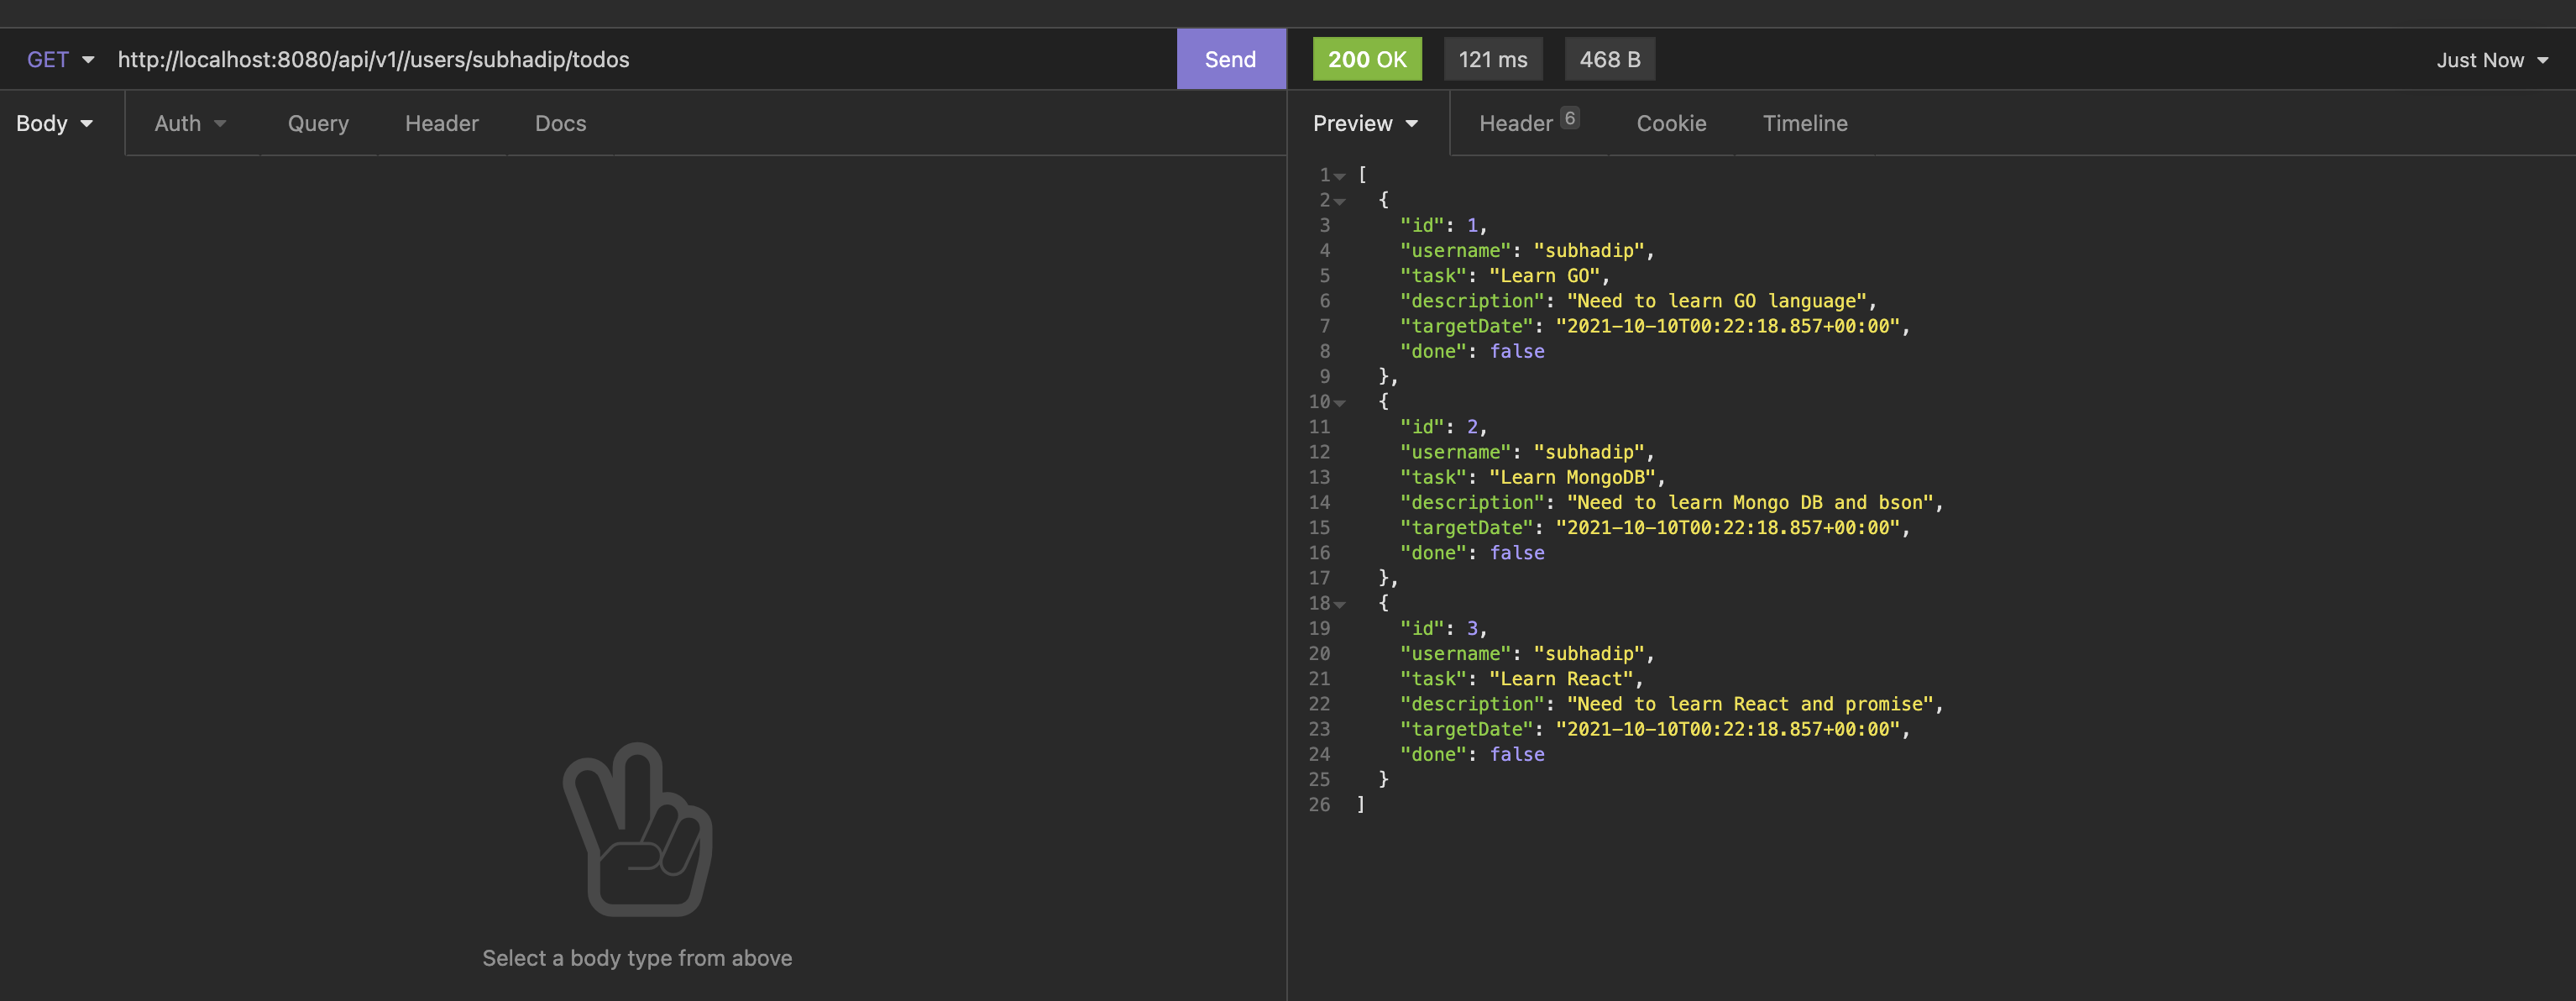 GET http://localhost:8080/api/v1//users/subhadip/todos Send 200 OK 121 ms 468 B Just Now
Body Auth Query Header Docs
Preview Header 6 Cookie Timeline
1 [
2 {
3 "id": 1,
4 "username": "subhadip",
5 "task": "Learn GO",
6 "description": "Need to learn GO language",
7 "targetDate": "2021-10-10T00:22:18.857+00:00",
8 "done": false
9 },
10 {
11 "id": 2,
12 "username": "subhadip",
13 "task": "Learn MongoDB",
14 "description": "Need to learn Mongo DB and bson",
15 "targetDate": "2021-10-10T00:22:18.857+00:00",
16 "done": false
17 },
18 {
19 "id": 3,
20 "username": "subhadip",
21 "task": "Learn React",
22 "description": "Need to learn React and promise",
23 "targetDate": "2021-10-10T00:22:18.857+00:00",
24 "done": false
25 }
26 ]
Select a body type from above